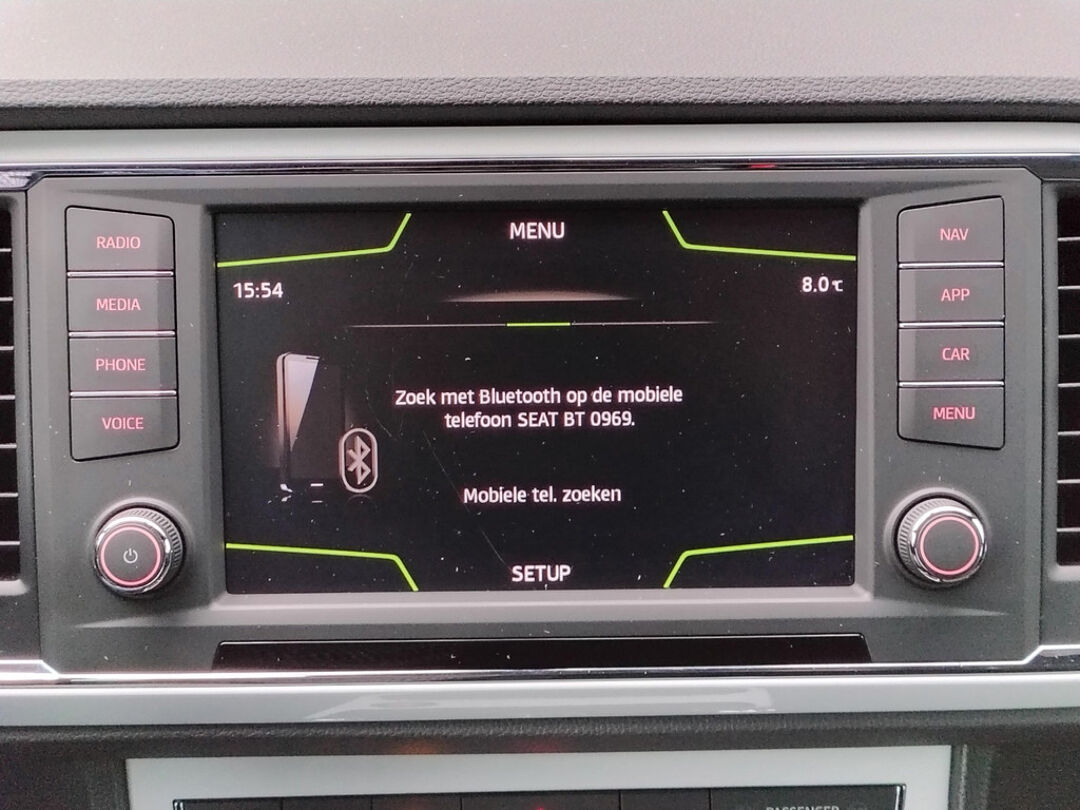 MENU
15:54
8.0℃
Zoek met Bluetooth op de mobiele
telefoon SEAT BT 0969.
Mobiele tel. zoeken
SETUP
RADIO
MEDIA
PHONE
VOICE
NAV
APP
CAR
MENU
PASSENGER